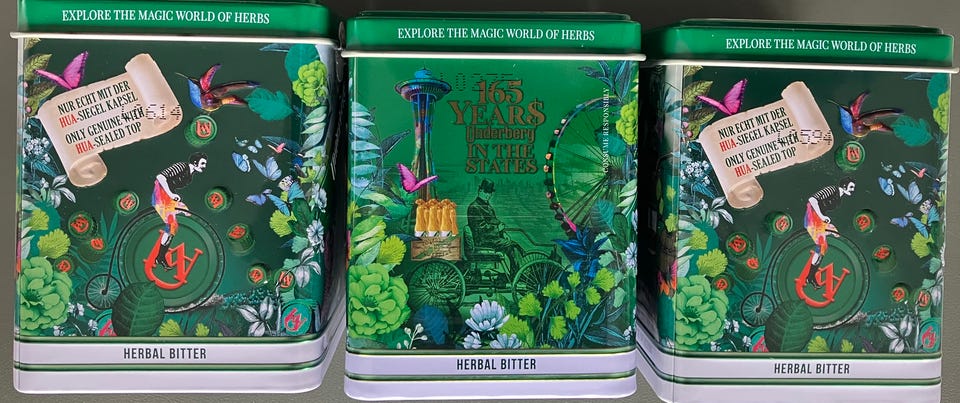 EXPLORE THE MAGIC WORLD OF HERBS
NUR ECHT MIT DER
HUA-SIEGEL KAPSEL
ONLY GENUINE WITH
HUA-SEALED TOP
HERBAL BITTER
EXPLORE THE MAGIC WORLD OF HERBS
165
YEAR$
Underberg
IN THE
STATES
CONSUME RESPONSIBLY
HERBAL BITTER
EXPLORE THE MAGIC WORLD OF HERBS
NUR ECHT MIT DER
HUA-SIEGEL KAPSEL
ONLY GENUINE WITH
HUA-SEALED TOP
594
HERBAL BITTER